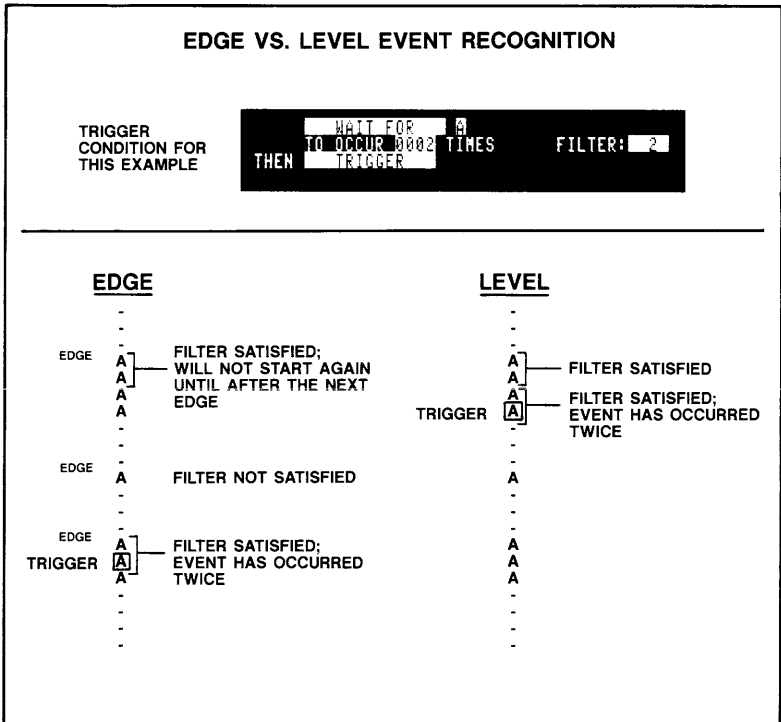 EDGE VS. LEVEL EVENT RECOGNITION
TRIGGER
CONDITION FOR
THIS EXAMPLE
WAIT FOR A
TO OCCUR 0002 TIMES FILTER: 2
THEN TRIGGER
EDGE
-
-
EDGE A
A
A
A
FILTER SATISFIED;
WILL NOT START AGAIN
UNTIL AFTER THE NEXT
EDGE
-
-
EDGE A FILTER NOT SATISFIED
-
-
EDGE A
TRIGGER A
A
FILTER SATISFIED;
EVENT HAS OCCURRED
TWICE
-
-
-
-
LEVEL
-
-
A
A
FILTER SATISFIED
A
TRIGGER A
FILTER SATISFIED;
EVENT HAS OCCURRED
TWICE
-
-
A
-
-
A
A
A
-
-
-
-